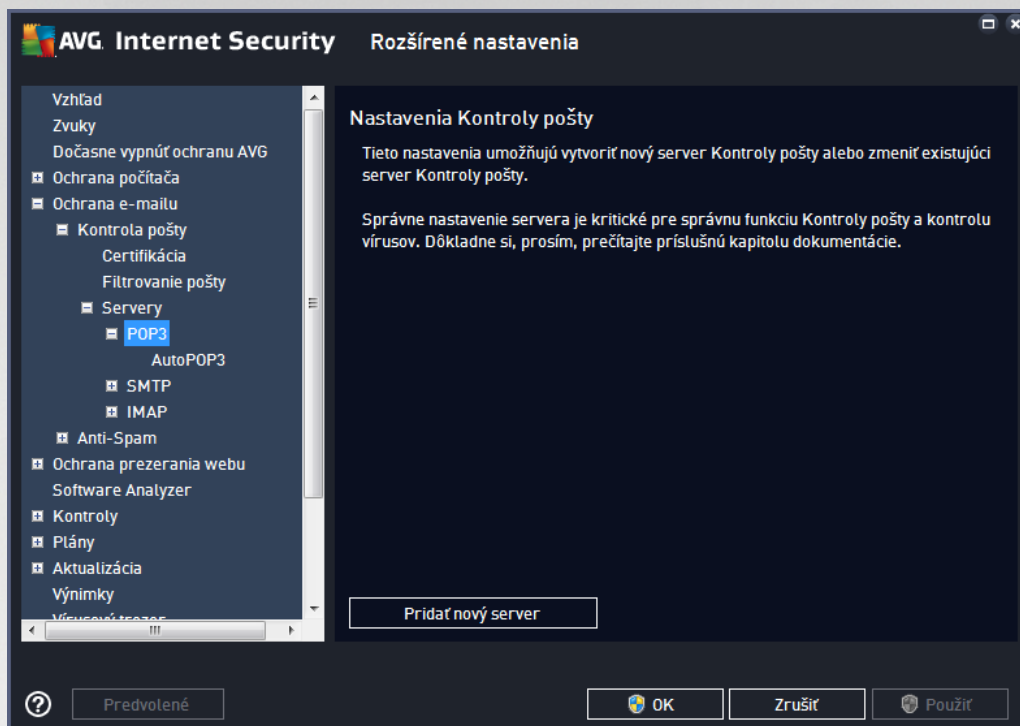 AVG. Internet Security Rozšírené nastavenia
Vzhľad
Zvuky
Dočasne vypnúť ochranu AVG
Ochrana počítača
Ochrana e-mailu
Kontrola pošty
Certifikácia
Filtrovanie pošty
Servery
POP3
AutoPOP3
SMTP
IMAP
Anti-Spam
Ochrana prezerania webu
Software Analyzer
Kontroly
Plány
Aktualizácia
Výnimky
Vírusový trezor
Nastavenia Kontroly pošty
Tieto nastavenia umožňujú vytvoriť nový server Kontroly pošty alebo zmeniť existujúci
server Kontroly pošty.
Správne nastavenie servera je kritické pre správnu funkciu Kontroly pošty a kontrolu
vírusov. Dôkladne si, prosím, prečítajte príslušnú kapitolu dokumentácie.
Pridať nový server
Predvolené
OK
Zrušiť
Použiť